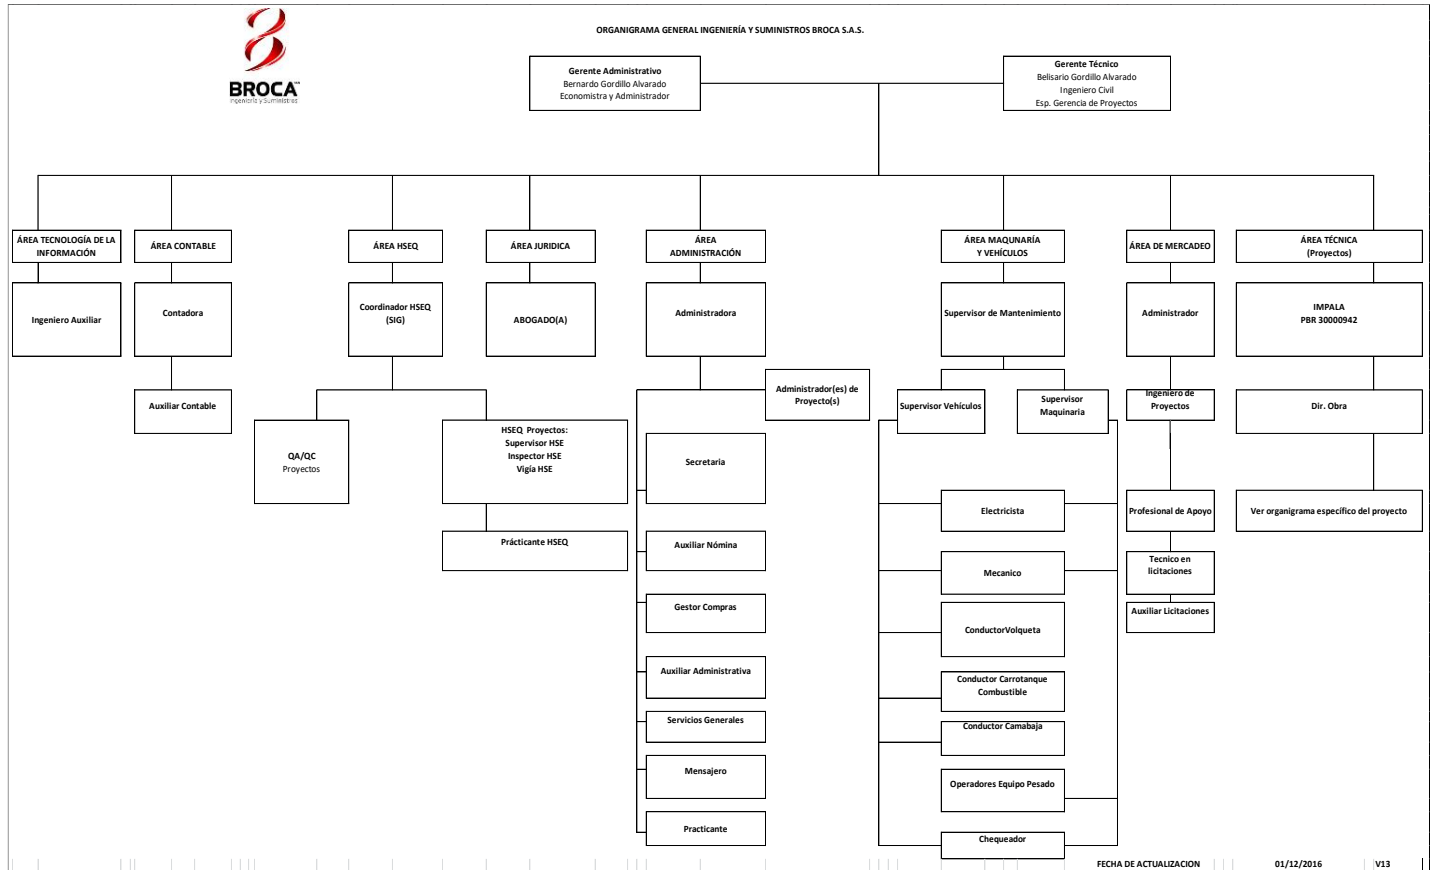 ORGANIGRAMA GENERAL INGENIERÍA Y SUMINISTROS BROCA S.A.S.
BROCA™
Ingeniería y Suministros
Gerente Administrativo
Bernardo Gordillo Alvarado
Economistra y Administrador
Gerente Técnico
Belisario Gordillo Alvarado
Ingeniero Civil
Esp. Gerencia de Proyectos
ÁREA TECNOLOGÍA DE LA
INFORMACIÓN
ÁREA CONTABLE
ÁREA HSEQ
ÁREA JURIDICA
ÁREA
ADMINISTRACIÓN
ÁREA MAQUNARÍA
Y VEHÍCULOS
ÁREA DE MERCADEO
ÁREA TÉCNICA
(Proyectos)
Ingeniero Auxiliar
Contadora
Coordinador HSEQ
(SIG)
ABOGADO(A)
Administradora
Supervisor de Mantenimiento
Administrador
IMPALA
PBR 30000942
Auxiliar Contable
Administrador(es) de
Proyecto(s)
Supervisor Vehículos
Supervisor
Maquinaria
Ingeniero de
Proyectos
Dir. Obra
QA/QC
Proyectos
HSEQ Proyectos:
Supervisor HSE
Inspector HSE
Vigía HSE
Secretaria
Electricista
Profesional de Apoyo
Ver organigrama específico del proyecto
Prácticante HSEQ
Auxiliar Nómina
Mecanico
Tecnico en
licitaciones
Gestor Compras
ConductorVolqueta
Auxiliar Licitaciones
Auxiliar Administrativa
Conductor Carrotanque
Combustible
Servicios Generales
Conductor Camabaja
Mensajero
Operadores Equipo Pesado
Practicante
Chequeador
FECHA DE ACTUALIZACION 01/12/2016 V13